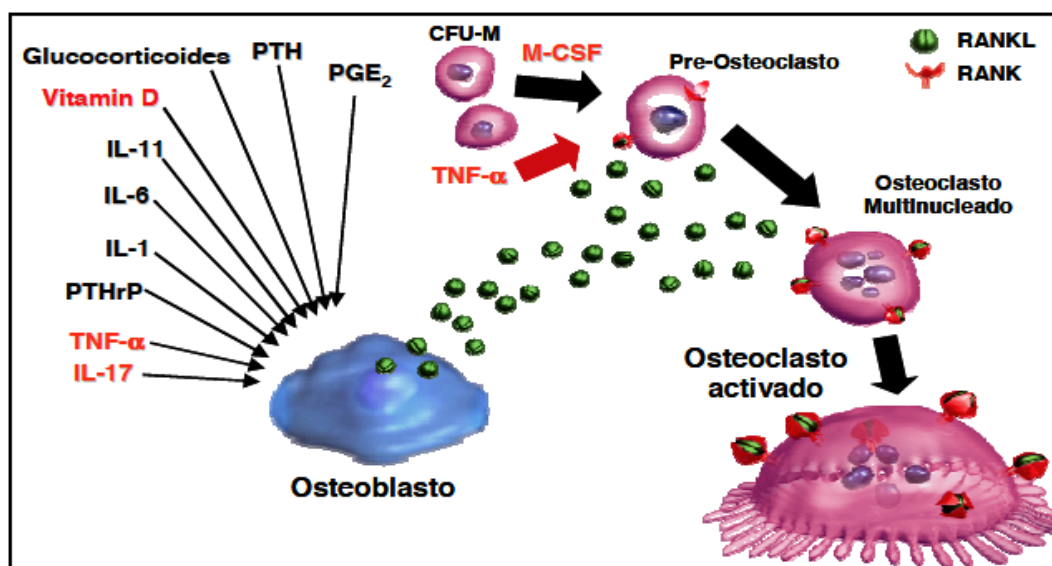 Glucocorticoides
PTH
PGE2
Vitamin D
IL-11
IL-6
IL-1
PTHrP
TNF-α
IL-17
CFU-M
M-CSF
TNF-α
Pre-Osteoclasto
RANKL
RANK
Osteoclasto
Multinucleado
Osteoclasto
activado
Osteoblasto